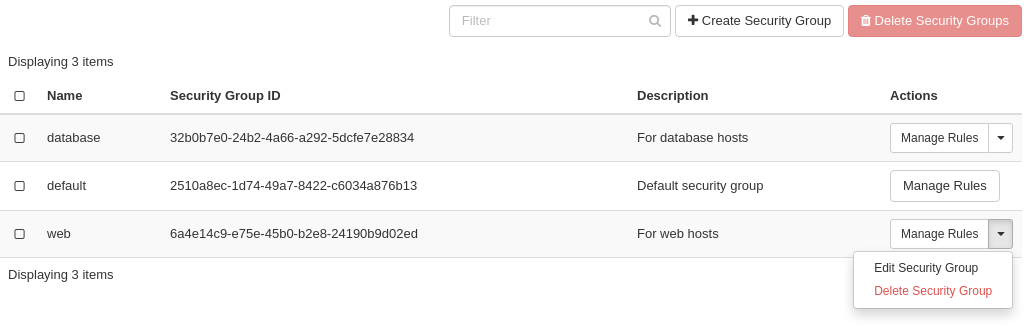 Filter
Create Security Group
Delete Security Groups
Displaying 3 items
Name Security Group ID Description Actions
database 32b0b7e0-24b2-4a66-a292-5dcfe7e28834 For database hosts Manage Rules
default 2510a8ec-1d74-49a7-8422-c6034a876b13 Default security group Manage Rules
web 6a4e14c9-e75e-45b0-b2e8-24190b9d02ed For web hosts Manage Rules
Displaying 3 items
Edit Security Group
Delete Security Group